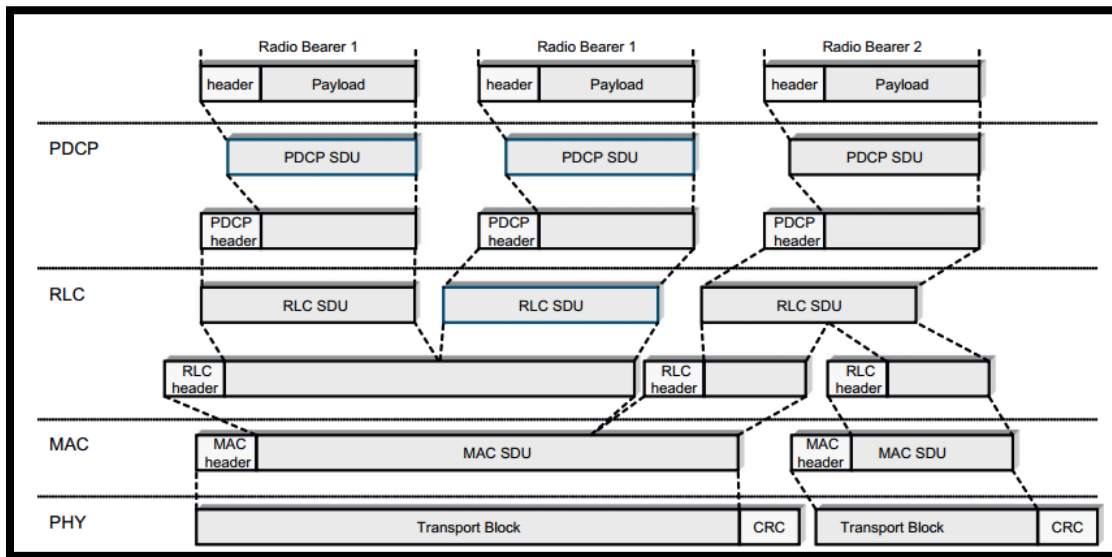 Radio Bearer 1 Radio Bearer 1 Radio Bearer 2
header Payload header Payload header Payload
PDCP
PDCP SDU PDCP SDU PDCP SDU
PDCP header PDCP header PDCP header
RLC
RLC SDU RLC SDU RLC SDU
RLC header RLC header RLC header
MAC
MAC header MAC SDU MAC header MAC SDU
PHY
Transport Block CRC Transport Block CRC